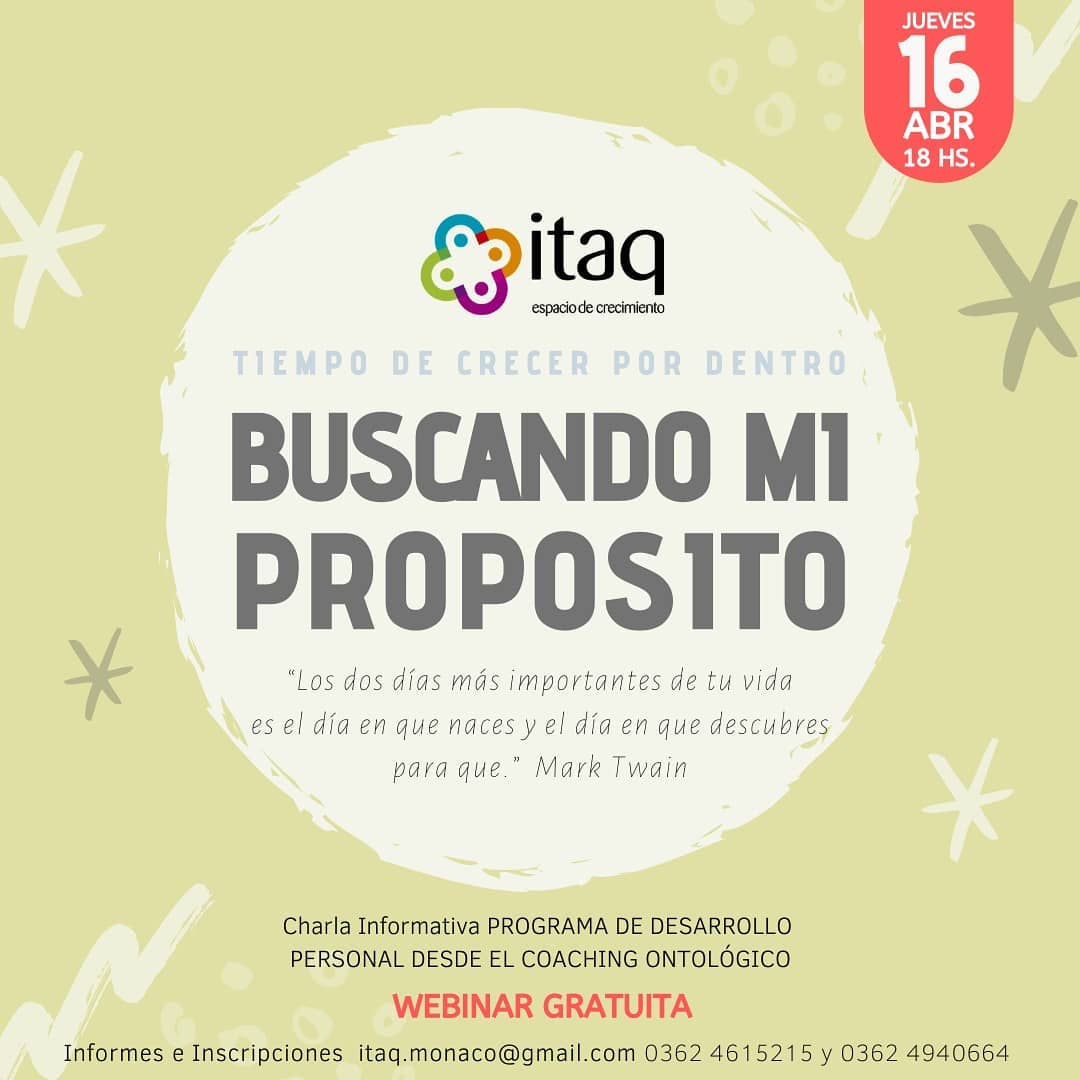 JUEVES
16
ABR
18 HS.
itaq
espacio de crecimiento
TIEMPO DE CRECER POR DENTRO
BUSCANDO MI
PROPOSITO
“Los dos días más importantes de tu vida
es el día en que naces y el día en que descubres
para que.” Mark Twain
Charla Informativa PROGRAMA DE DESARROLLO
PERSONAL DESDE EL COACHING ONTOLÓGICO
WEBINAR GRATUITA
Informes e Inscripciones itaq.monaco@gmail.com 0362 4615215 y 0362 4940664